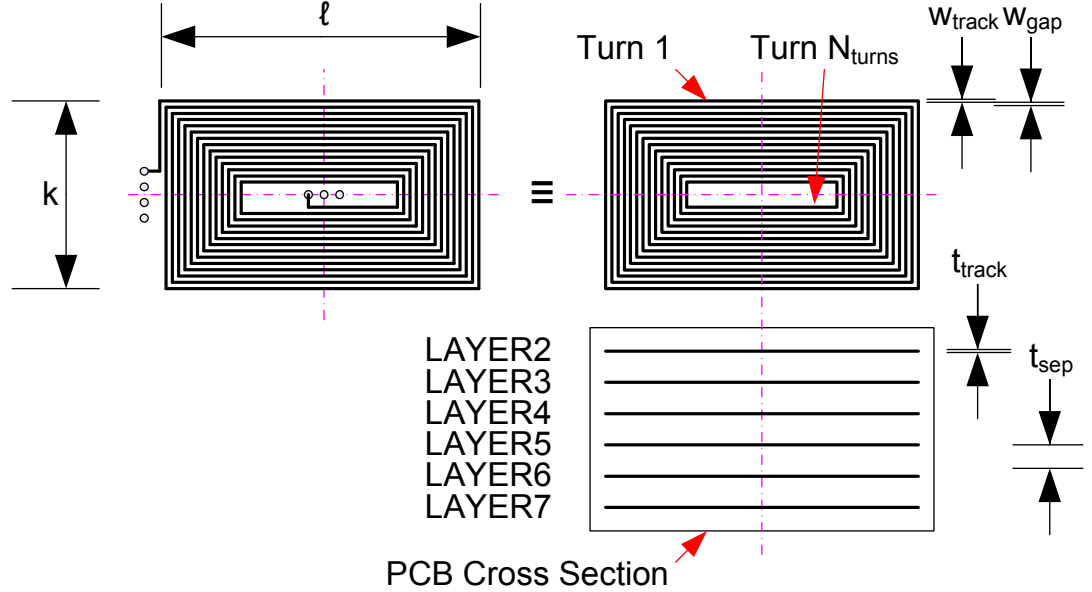 ℓ
k
≡
Turn 1
Turn Nturns
wtrack
wgap
ttrack
tsep
LAYER2
LAYER3
LAYER4
LAYER5
LAYER6
LAYER7
PCB Cross Section